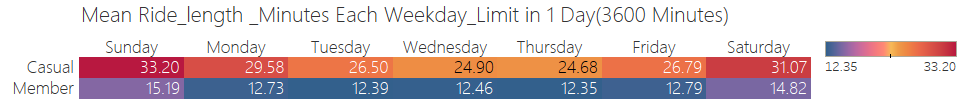 Mean Ride_length _Minutes Each Weekday_Limit in 1 Day(3600 Minutes)
Sunday Monday Tuesday Wednesday Thursday Friday Saturday
Casual 33.20 29.58 26.50 24.90 24.68 26.79 31.07
Member 15.19 12.73 12.39 12.46 12.35 12.79 14.82
12.35 33.20